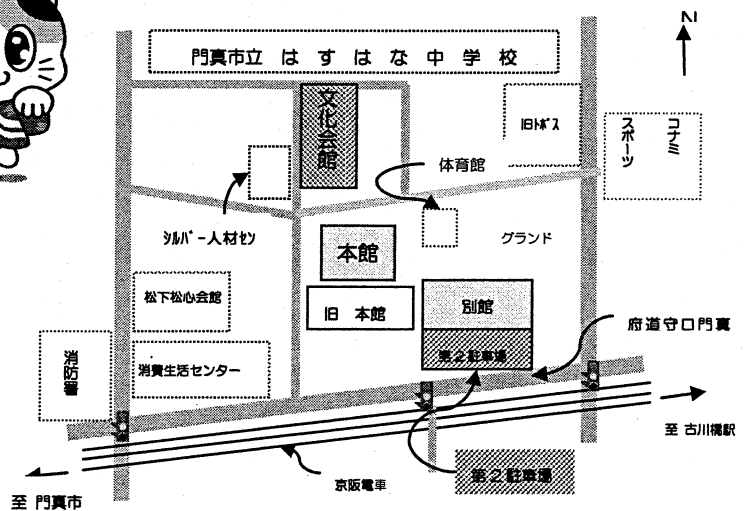 N
門真市立 は す は な 中 学 校
文化会館
旧トポス
コナミ
スポーツ
体育館
シルバー人材セン
本館
グランド
松下松心会館
旧 本館
別館
府道守口門真
第2駐車場
消防署
消費生活センター
至 古川橋駅
第2駐車場
京阪電車
至 門真市